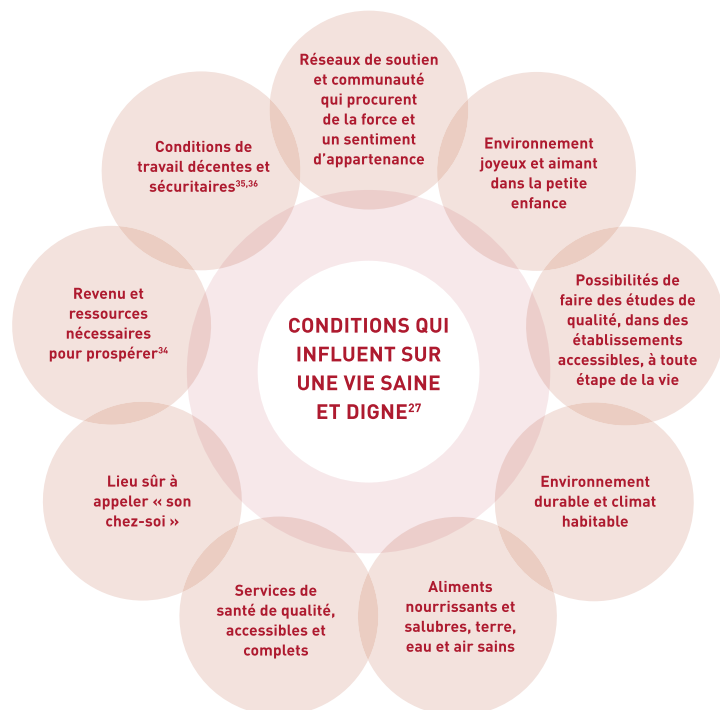 Réseaux de soutien
et communauté
qui procurent
de la force et
un sentiment
d’appartenance
Environnement
joyeux et aimant
dans la petite
enfance
Possibilités de
faire des études de
qualité, dans des
établissements
accessibles, à toute
étape de la vie
Environnement
durable et climat
habitable
Aliments
nourrissants et
salubres, terre,
eau et air sains
Services de
santé de qualité,
accessibles et
complets
Lieu sûr à
appeler « son
chez-soi »
Revenu et
ressources
nécessaires
pour prospérer34
Conditions de
travail décentes et
sécuritaires35,36
CONDITIONS QUI
INFLUENT SUR
UNE VIE SAINE
ET DIGNE27